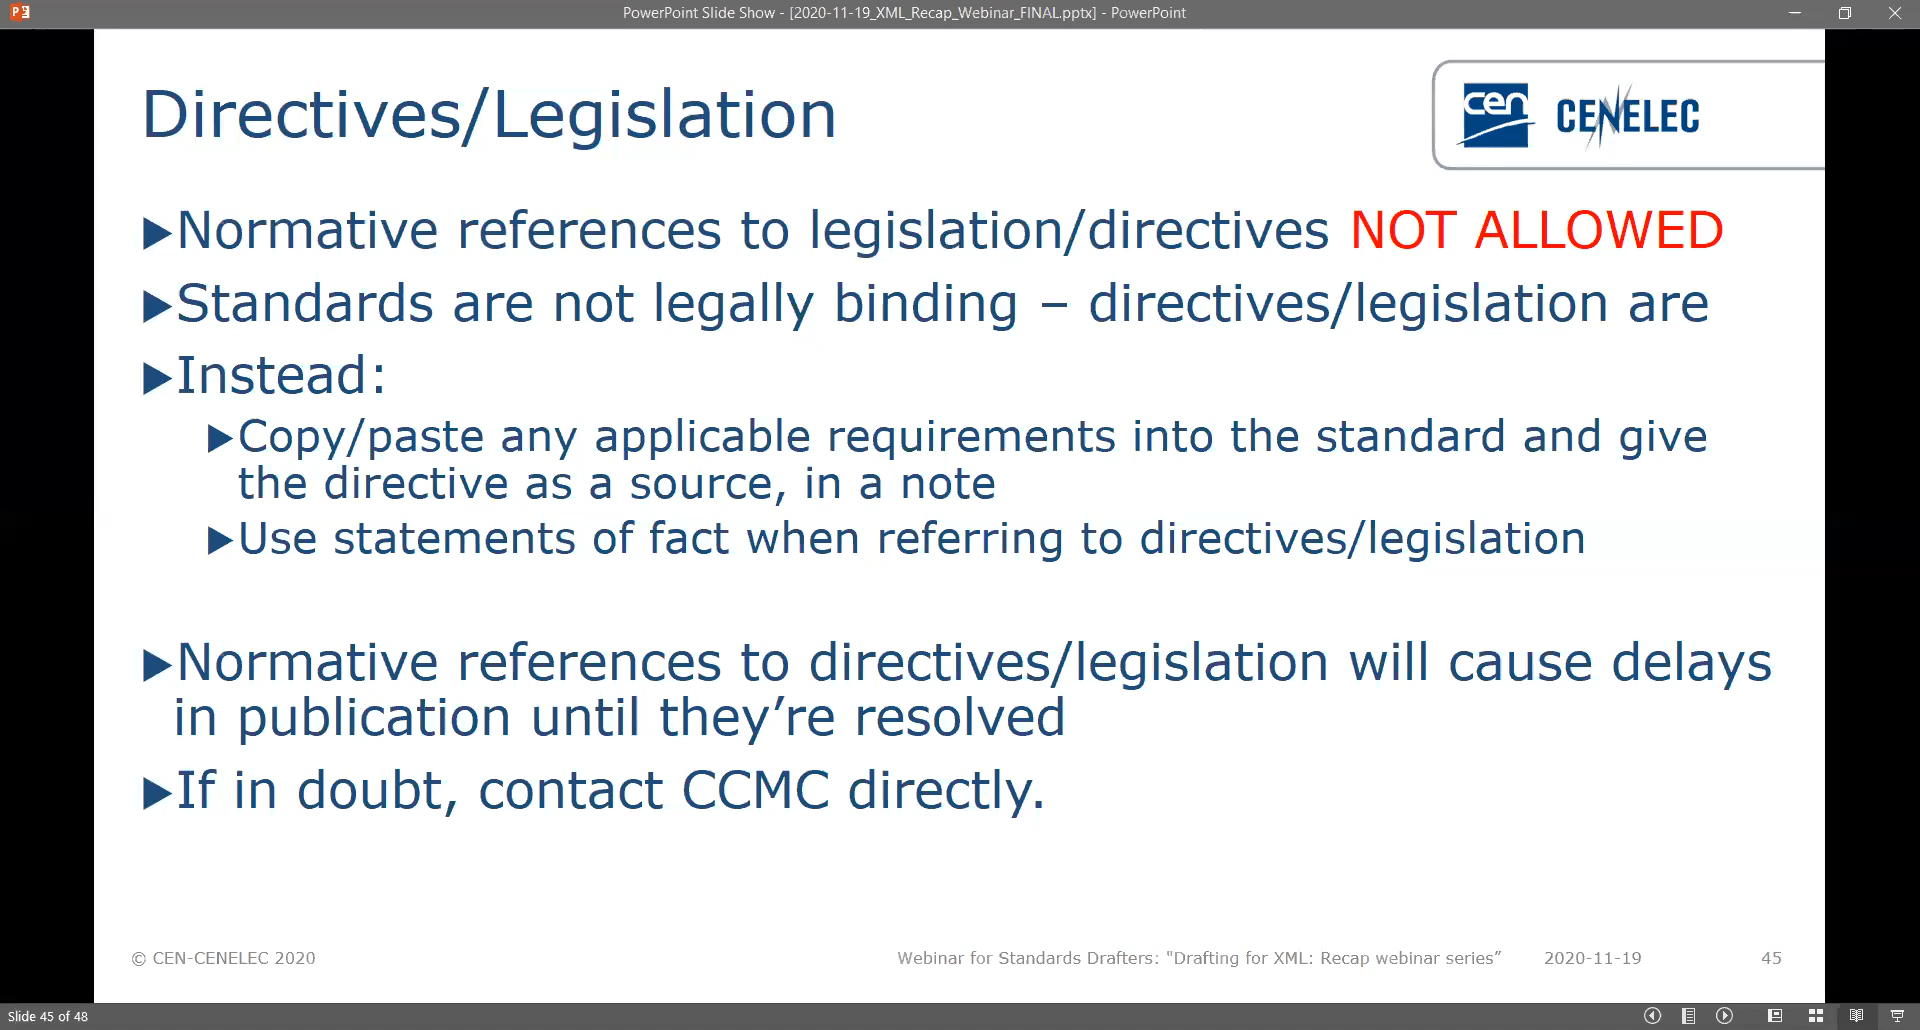 PowerPoint Slide Show - [2020-11-19_XML_Recap_Webinar_FINAL.pptx] - PowerPoint
Directives/Legislation
cen CENELEC
▶Normative references to legislation/directives NOT ALLOWED
▶Standards are not legally binding – directives/legislation are
▶Instead:
▶Copy/paste any applicable requirements into the standard and give
the directive as a source, in a note
▶Use statements of fact when referring to directives/legislation
▶Normative references to directives/legislation will cause delays
in publication until they’re resolved
▶If in doubt, contact CCMC directly.
© CEN-CENELEC 2020 Webinar for Standards Drafters: "Drafting for XML: Recap webinar series” 2020-11-19 45
Slide 45 of 48